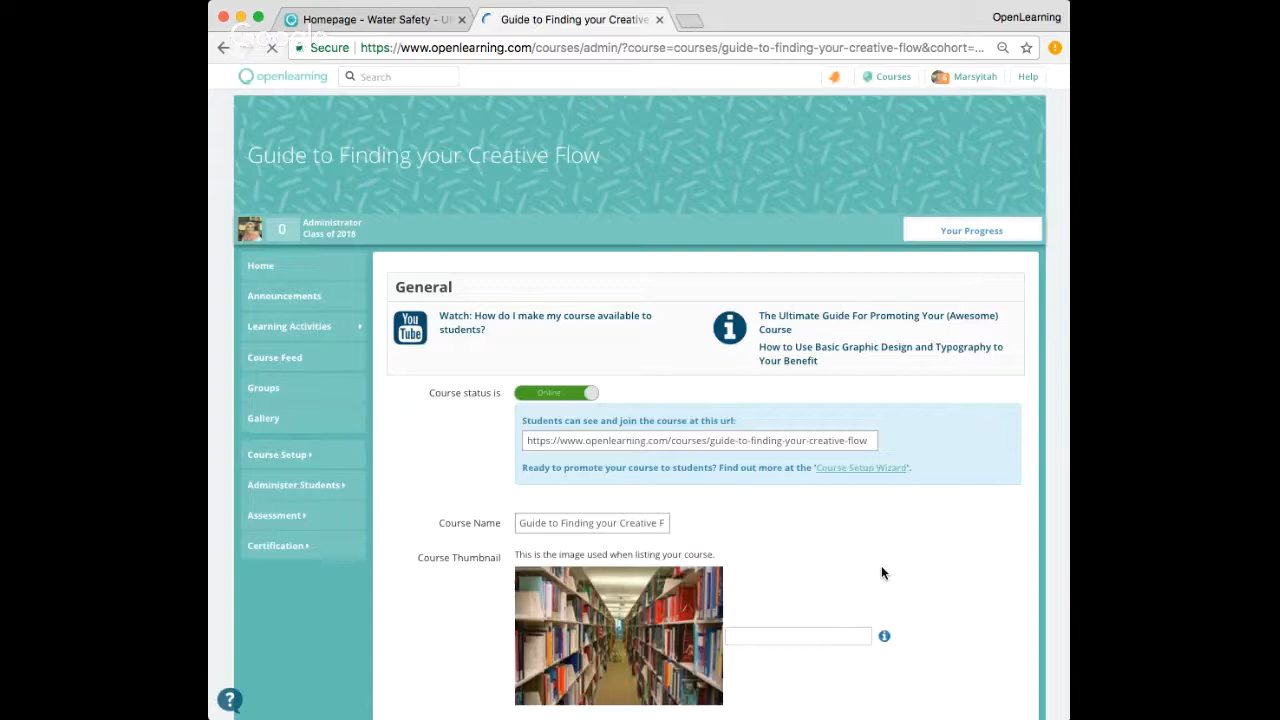 Homepage - Water Safety - U
Guide to Finding your Creative
OpenLearning
Google
Secure
https://www.openlearning.com/courses/admin/?course=courses/guide-to-finding-your-creative-flow&cohort=...
openlearning
Search
Courses
Marsyitah
Help
Guide to Finding your Creative Flow
0
Administrator
Class of 2018
Your Progress
Home
Announcements
Learning Activities
Course Feed
Groups
Gallery
Course Setup
Administer Students
Assessment
Certification
General
You
Tube
Watch: How do I make my course available to
students?
The Ultimate Guide For Promoting Your (Awesome)
Course
How to Use Basic Graphic Design and Typography to
Your Benefit
Course status is
Online
Students can see and join the course at this url:
https://www.openlearning.com/courses/guide-to-finding-your-creative-flow
Ready to promote your course to students? Find out more at the 'Course Setup Wizard'.
Course Name
Guide to Finding your Creative F
Course Thumbnail
This is the image used when listing your course.
?